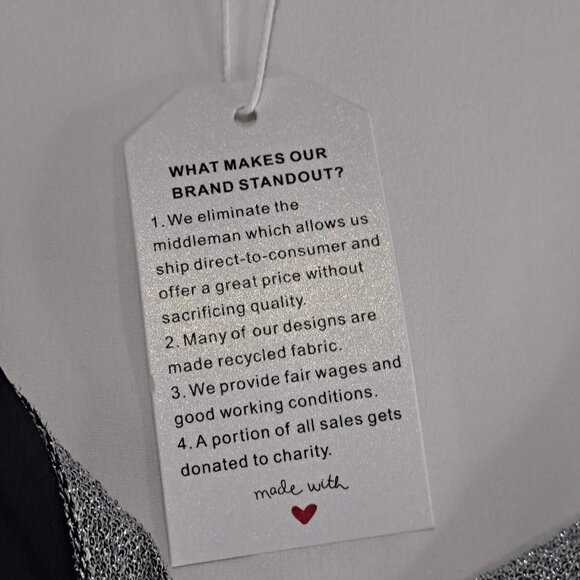 WHAT MAKES OUR
BRAND STANDOUT?
1. We eliminate the
middleman which allows us
ship direct-to-consumer and
offer a great price without
sacrificing quality.
2. Many of our designs are
made recycled fabric.
3. We provide fair wages and
good working conditions.
4. A portion of all sales gets
donated to charity.
made with